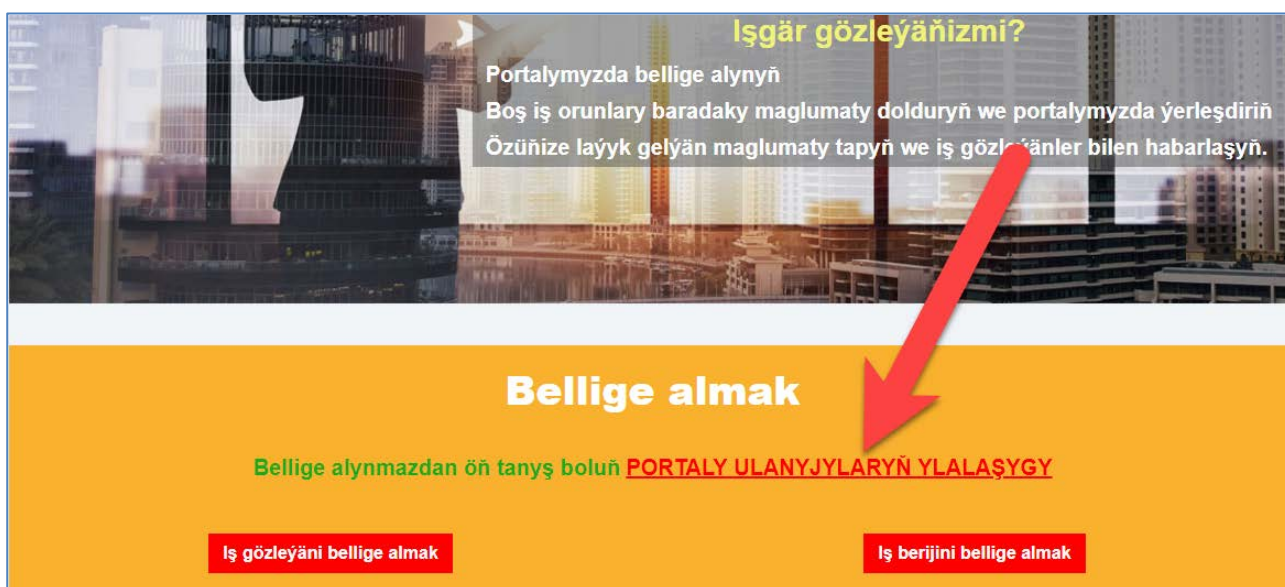 Işgär gözleýäňizmi?
Portalymyzda bellige alynyň
Boş iş orunlary baradaky maglumaty dolduryň we portalymyzda ýerleşdiriň
Özüňize laýyk gelýän maglumaty tapyň we iş gözleýänler bilen habarlaşyň.
Bellige almak
Bellige alynmazdan öň tanyş boluň PORTALY ULANYJYLARYŇ YLALAŞYGY
Iş gözleýäni bellige almak
Iş berijini bellige almak